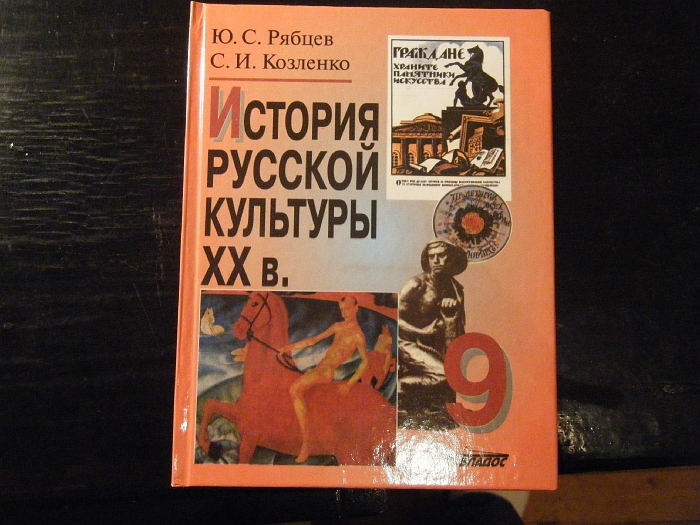 Ю. С. Рябцев
С. И. Козленко
ИСТОРИЯ
РУССКОЙ
КУЛЬТУРЫ
XX в.
ГРАЖДАНЕ
ХРАНИТЕ
ПАМЯТНИКИ
ИСКУССТВА
9
ВЛАДОС